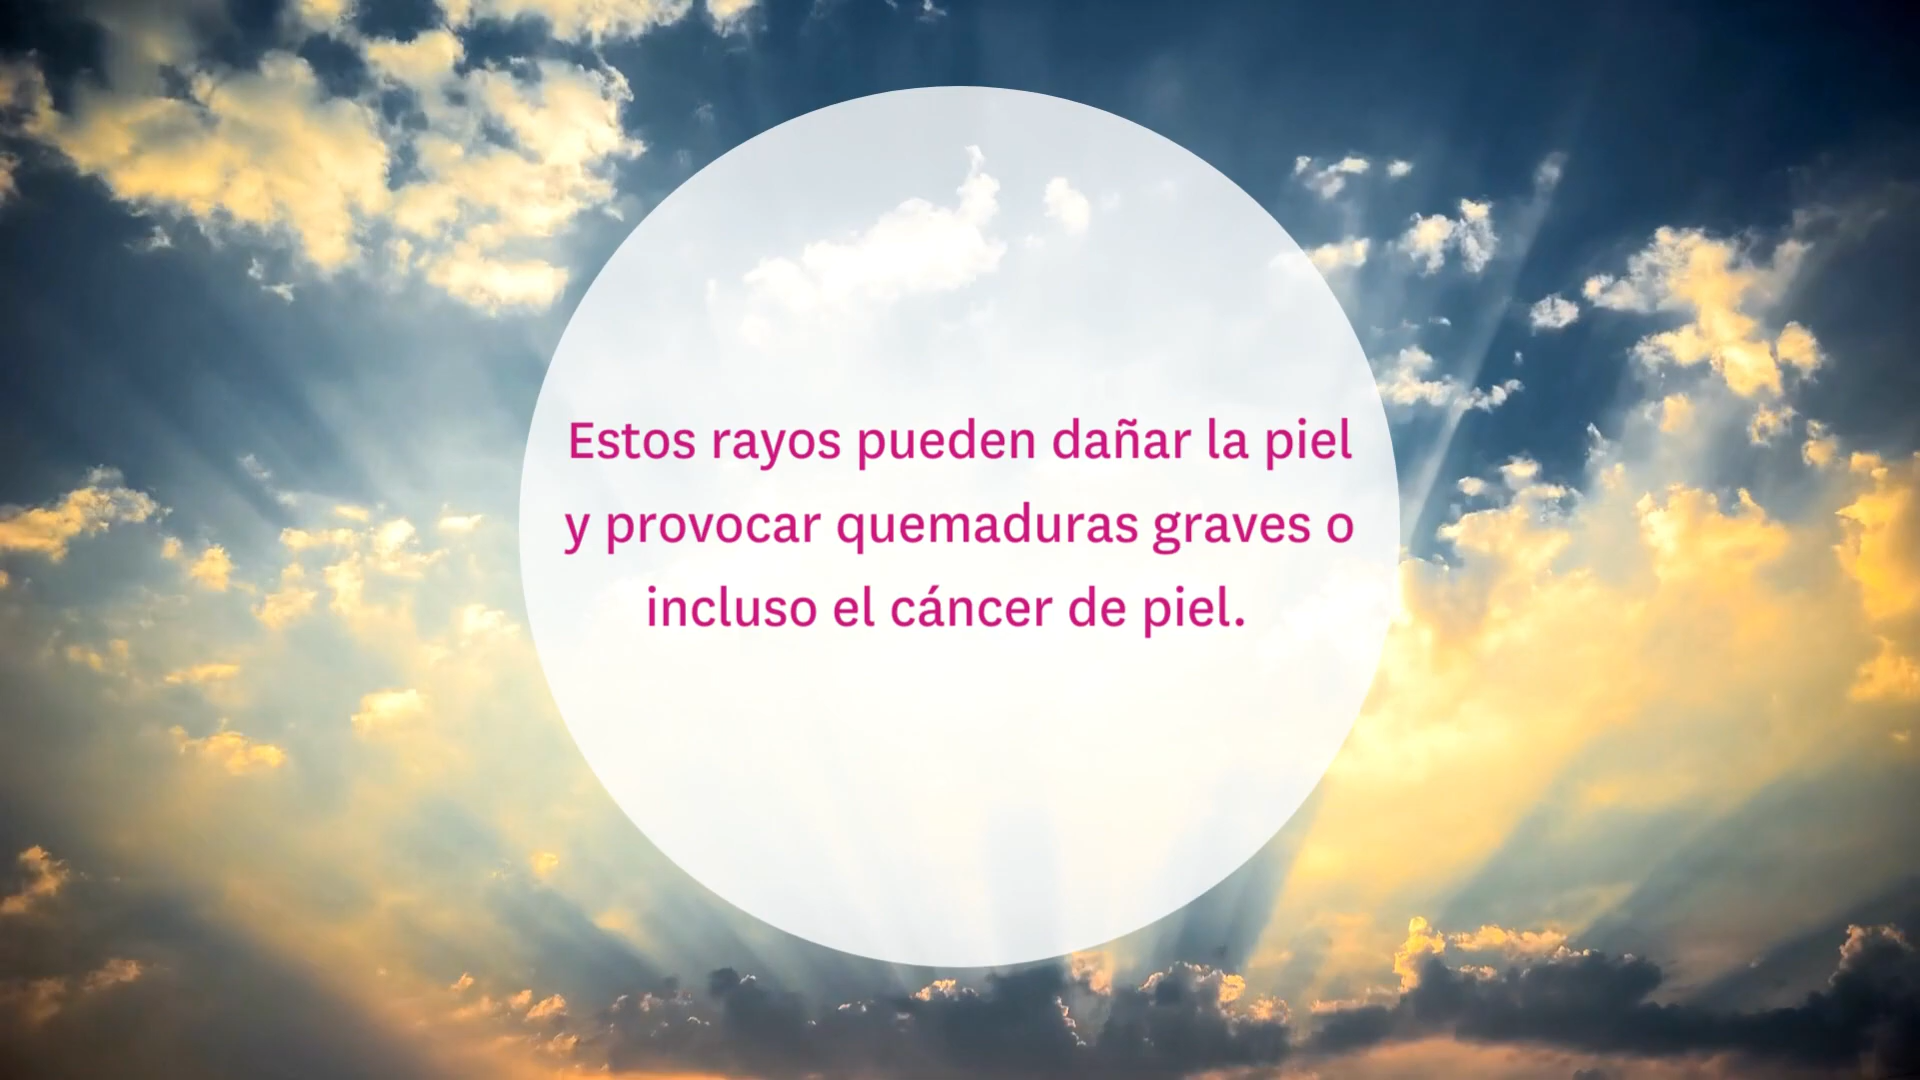 Estos rayos pueden dañar la piel
y provocar quemaduras graves o
incluso el cáncer de piel.